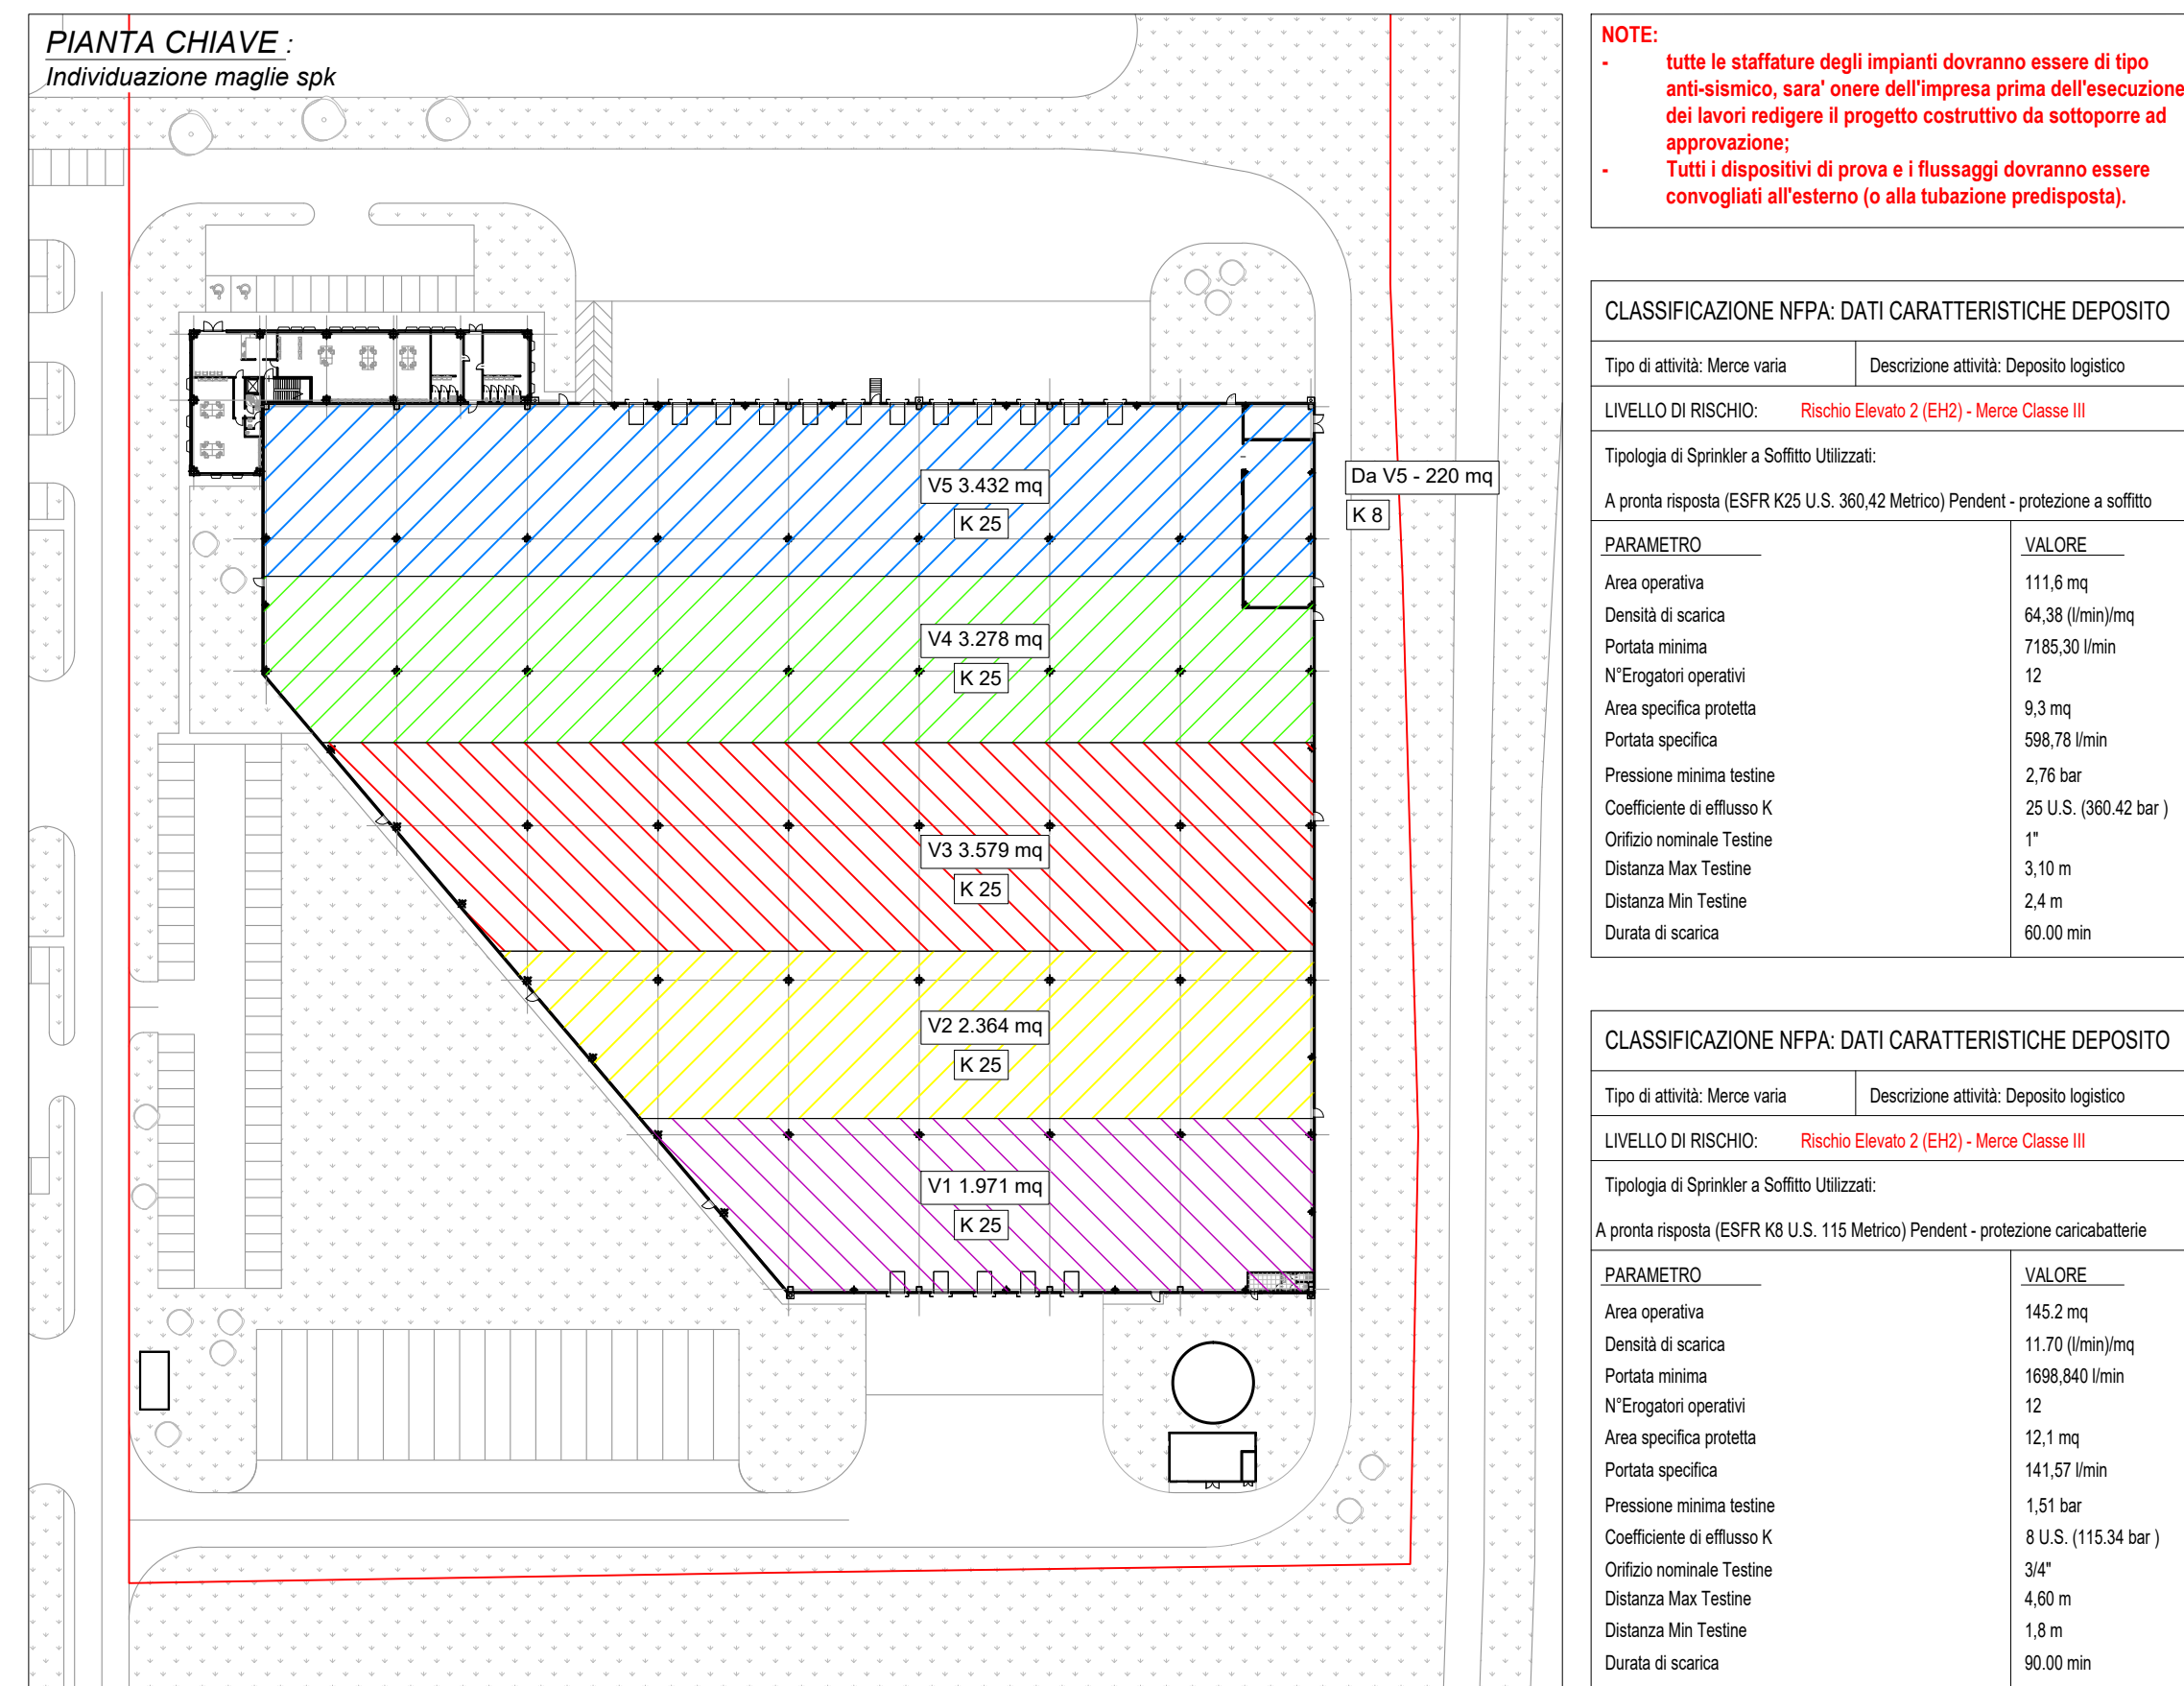 PIANTA CHIAVE :
Individuazione maglie spk
V5 3.432 mq
K 25
Da V5 - 220 mq
K 8
V4 3.278 mq
K 25
V3 3.579 mq
K 25
V2 2.364 mq
K 25
V1 1.971 mq
K 25
NOTE:
- tutte le staffature degli impianti dovranno essere di tipo
anti-sismico, sara' onere dell'impresa prima dell'esecuzione
dei lavori redigere il progetto costruttivo da sottoporre ad
approvazione;
- Tutti i dispositivi di prova e i flussaggi dovranno essere
convogliati all'esterno (o alla tubazione predisposta).
CLASSIFICAZIONE NFPA: DATI CARATTERISTICHE DEPOSITO
Tipo di attività: Merce varia Descrizione attività: Deposito logistico
LIVELLO DI RISCHIO: Rischio Elevato 2 (EH2) - Merce Classe III
Tipologia di Sprinkler a Soffitto Utilizzati:
A pronta risposta (ESFR K25 U.S. 360,42 Metrico) Pendent - protezione a soffitto
PARAMETRO VALORE
Area operativa 111,6 mq
Densità di scarica 64,38 (l/min)/mq
Portata minima 7185,30 l/min
N°Erogatori operativi 12
Area specifica protetta 9,3 mq
Portata specifica 598,78 l/min
Pressione minima testine 2,76 bar
Coefficiente di efflusso K 25 U.S. (360.42 bar )
Orifizio nominale Testine 1"
Distanza Max Testine 3,10 m
Distanza Min Testine 2,4 m
Durata di scarica 60.00 min
CLASSIFICAZIONE NFPA: DATI CARATTERISTICHE DEPOSITO
Tipo di attività: Merce varia Descrizione attività: Deposito logistico
LIVELLO DI RISCHIO: Rischio Elevato 2 (EH2) - Merce Classe III
Tipologia di Sprinkler a Soffitto Utilizzati:
A pronta risposta (ESFR K8 U.S. 115 Metrico) Pendent - protezione caricabatterie
PARAMETRO VALORE
Area operativa 145.2 mq
Densità di scarica 11.70 (l/min)/mq
Portata minima 1698,840 l/min
N°Erogatori operativi 12
Area specifica protetta 12,1 mq
Portata specifica 141,57 l/min
Pressione minima testine 1,51 bar
Coefficiente di efflusso K 8 U.S. (115.34 bar )
Orifizio nominale Testine 3/4"
Distanza Max Testine 4,60 m
Distanza Min Testine 1,8 m
Durata di scarica 90.00 min